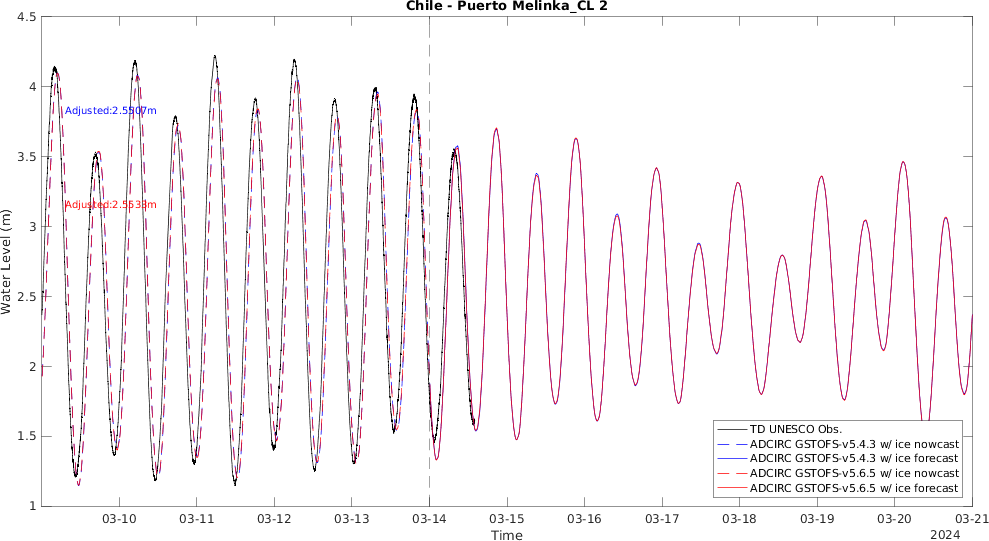 Chile - Puerto Melinka_CL 2
4.5
4
3.5
3
2.5
2
1.5
1
Water Level (m)
Adjusted:2.5507m
Adjusted:2.5533m
TD UNESCO Obs.
ADCIRC GSTOFS-v5.4.3 w/ ice nowcast
ADCIRC GSTOFS-v5.4.3 w/ ice forecast
ADCIRC GSTOFS-v5.6.5 w/ ice nowcast
ADCIRC GSTOFS-v5.6.5 w/ ice forecast
03-10 03-11 03-12 03-13 03-14 03-15 03-16 03-17 03-18 03-19 03-20 03-21
Time
2024